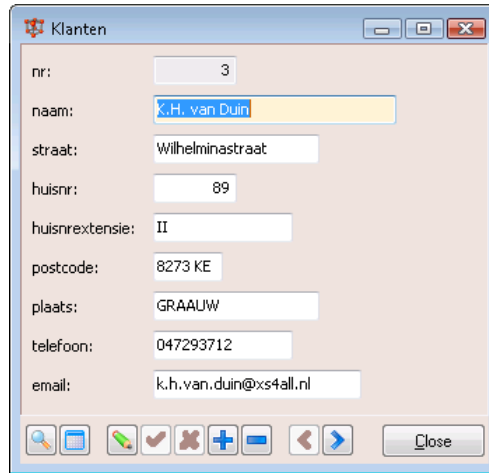 Klanten
nr: 3
naam: K.H. van Duin
straat: Wilhelminastraat
huisnr: 89
huisnrextensie: II
postcode: 8273 KE
plaats: GRAAUW
telefoon: 047293712
email: k.h.van.duin@xs4all.nl
Close